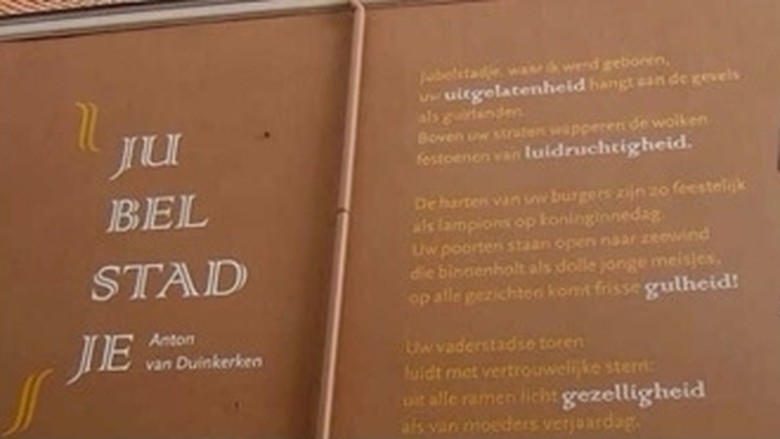 JU
BEL
STAD
JE
Anton
van Duinkerken
Jubelstadje, waar ik werd geboren,
uw uitgelatenheid hangt aan de gevels
als guirlanden.
Boven uw straten wapperen de wolken
festoenen van luidruchtigheid.
De harten van uw burgers zijn zo feestelijk
als lampions op koninginnedag.
Uw poorten staan open naar zeewind
die binnenholt als dolle jonge meisjes,
op alle gezichten komt frisse gulheid!
Uw vaderstadse toren
luidt met vertrouwelijke stem:
uit alle ramen licht gezelligheid
als van moeders verjaardag.